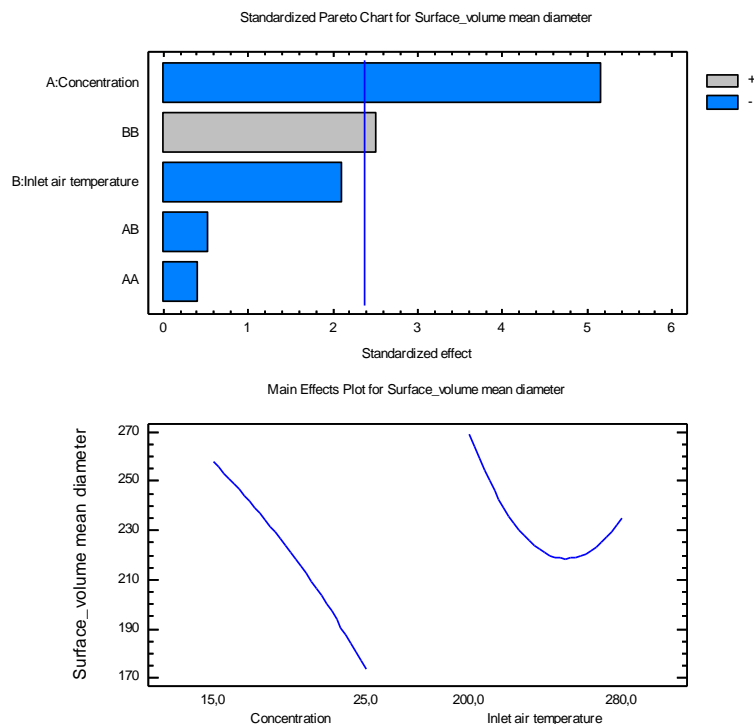 Standardized Pareto Chart for Surface_volume mean diameter
A:Concentration
BB
B:Inlet air temperature
AB
AA
+
-
0 1 2 3 4 5 6
Standardized effect
Main Effects Plot for Surface_volume mean diameter
Surface_volume mean diameter
270
250
230
210
190
170
15,0 25,0 200,0 280,0
Concentration Inlet air temperature